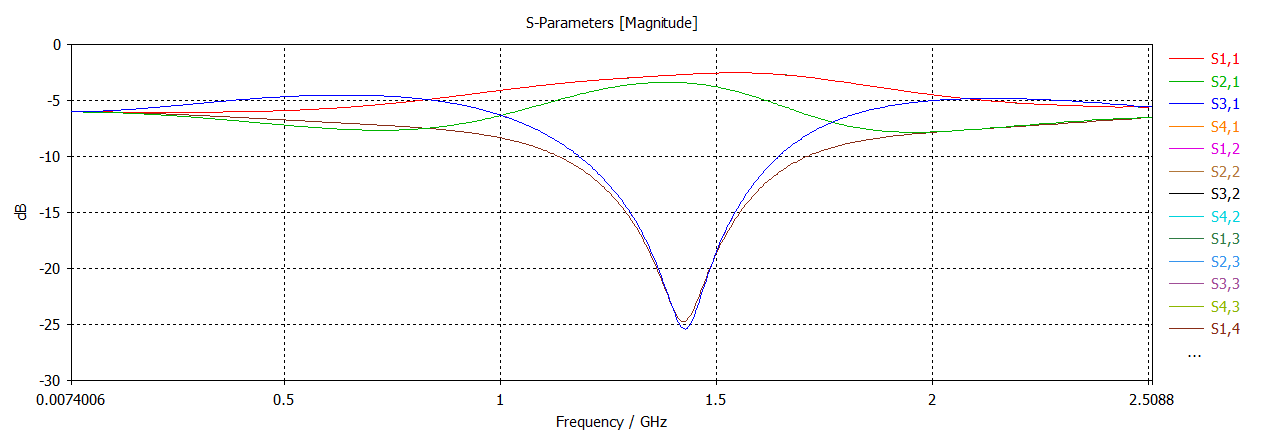 S-Parameters [Magnitude]
0
-5
-10
-15
-20
-25
-30
dB
0.0074006
0.5
1
1.5
2
2.5088
Frequency / GHz
S1,1
S2,1
S3,1
S4,1
S1,2
S2,2
S3,2
S4,2
S1,3
S2,3
S3,3
S4,3
S1,4
...